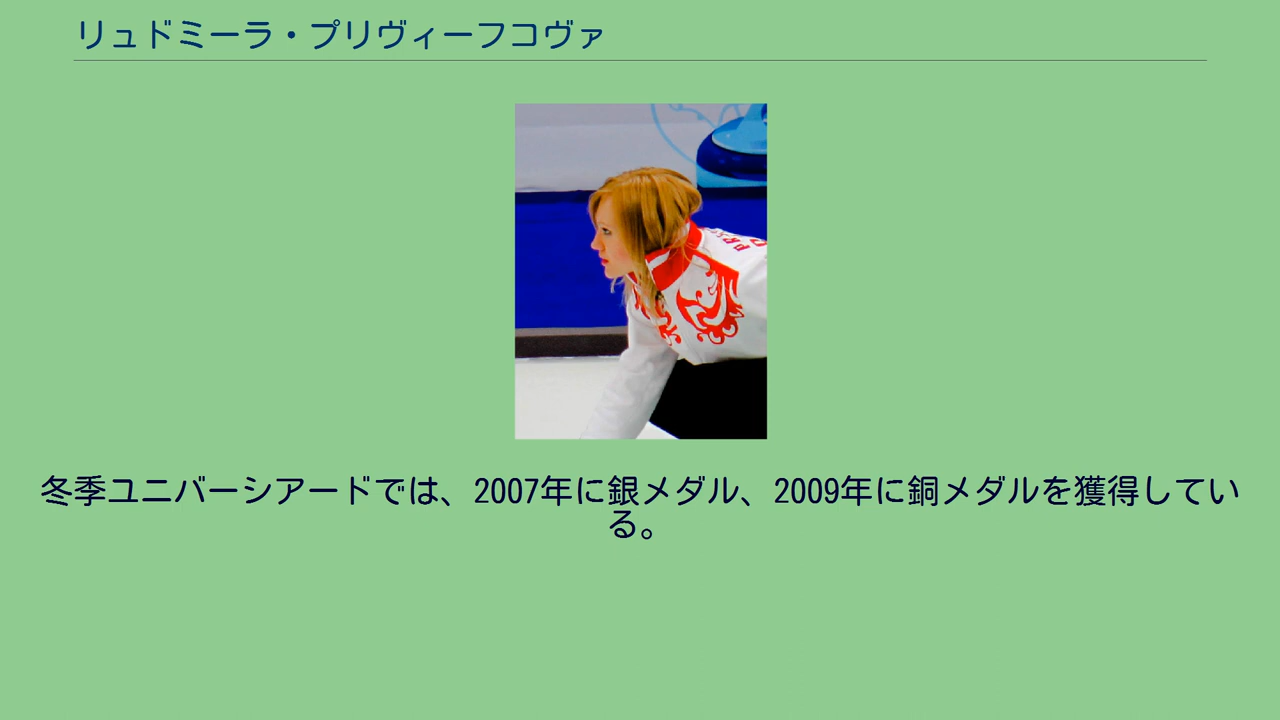 リュドミーラ・プリヴィーフコヴァ
冬季ユニバーシアードでは、2007年に銀メダル、2009年に銅メダルを獲得してい
る。